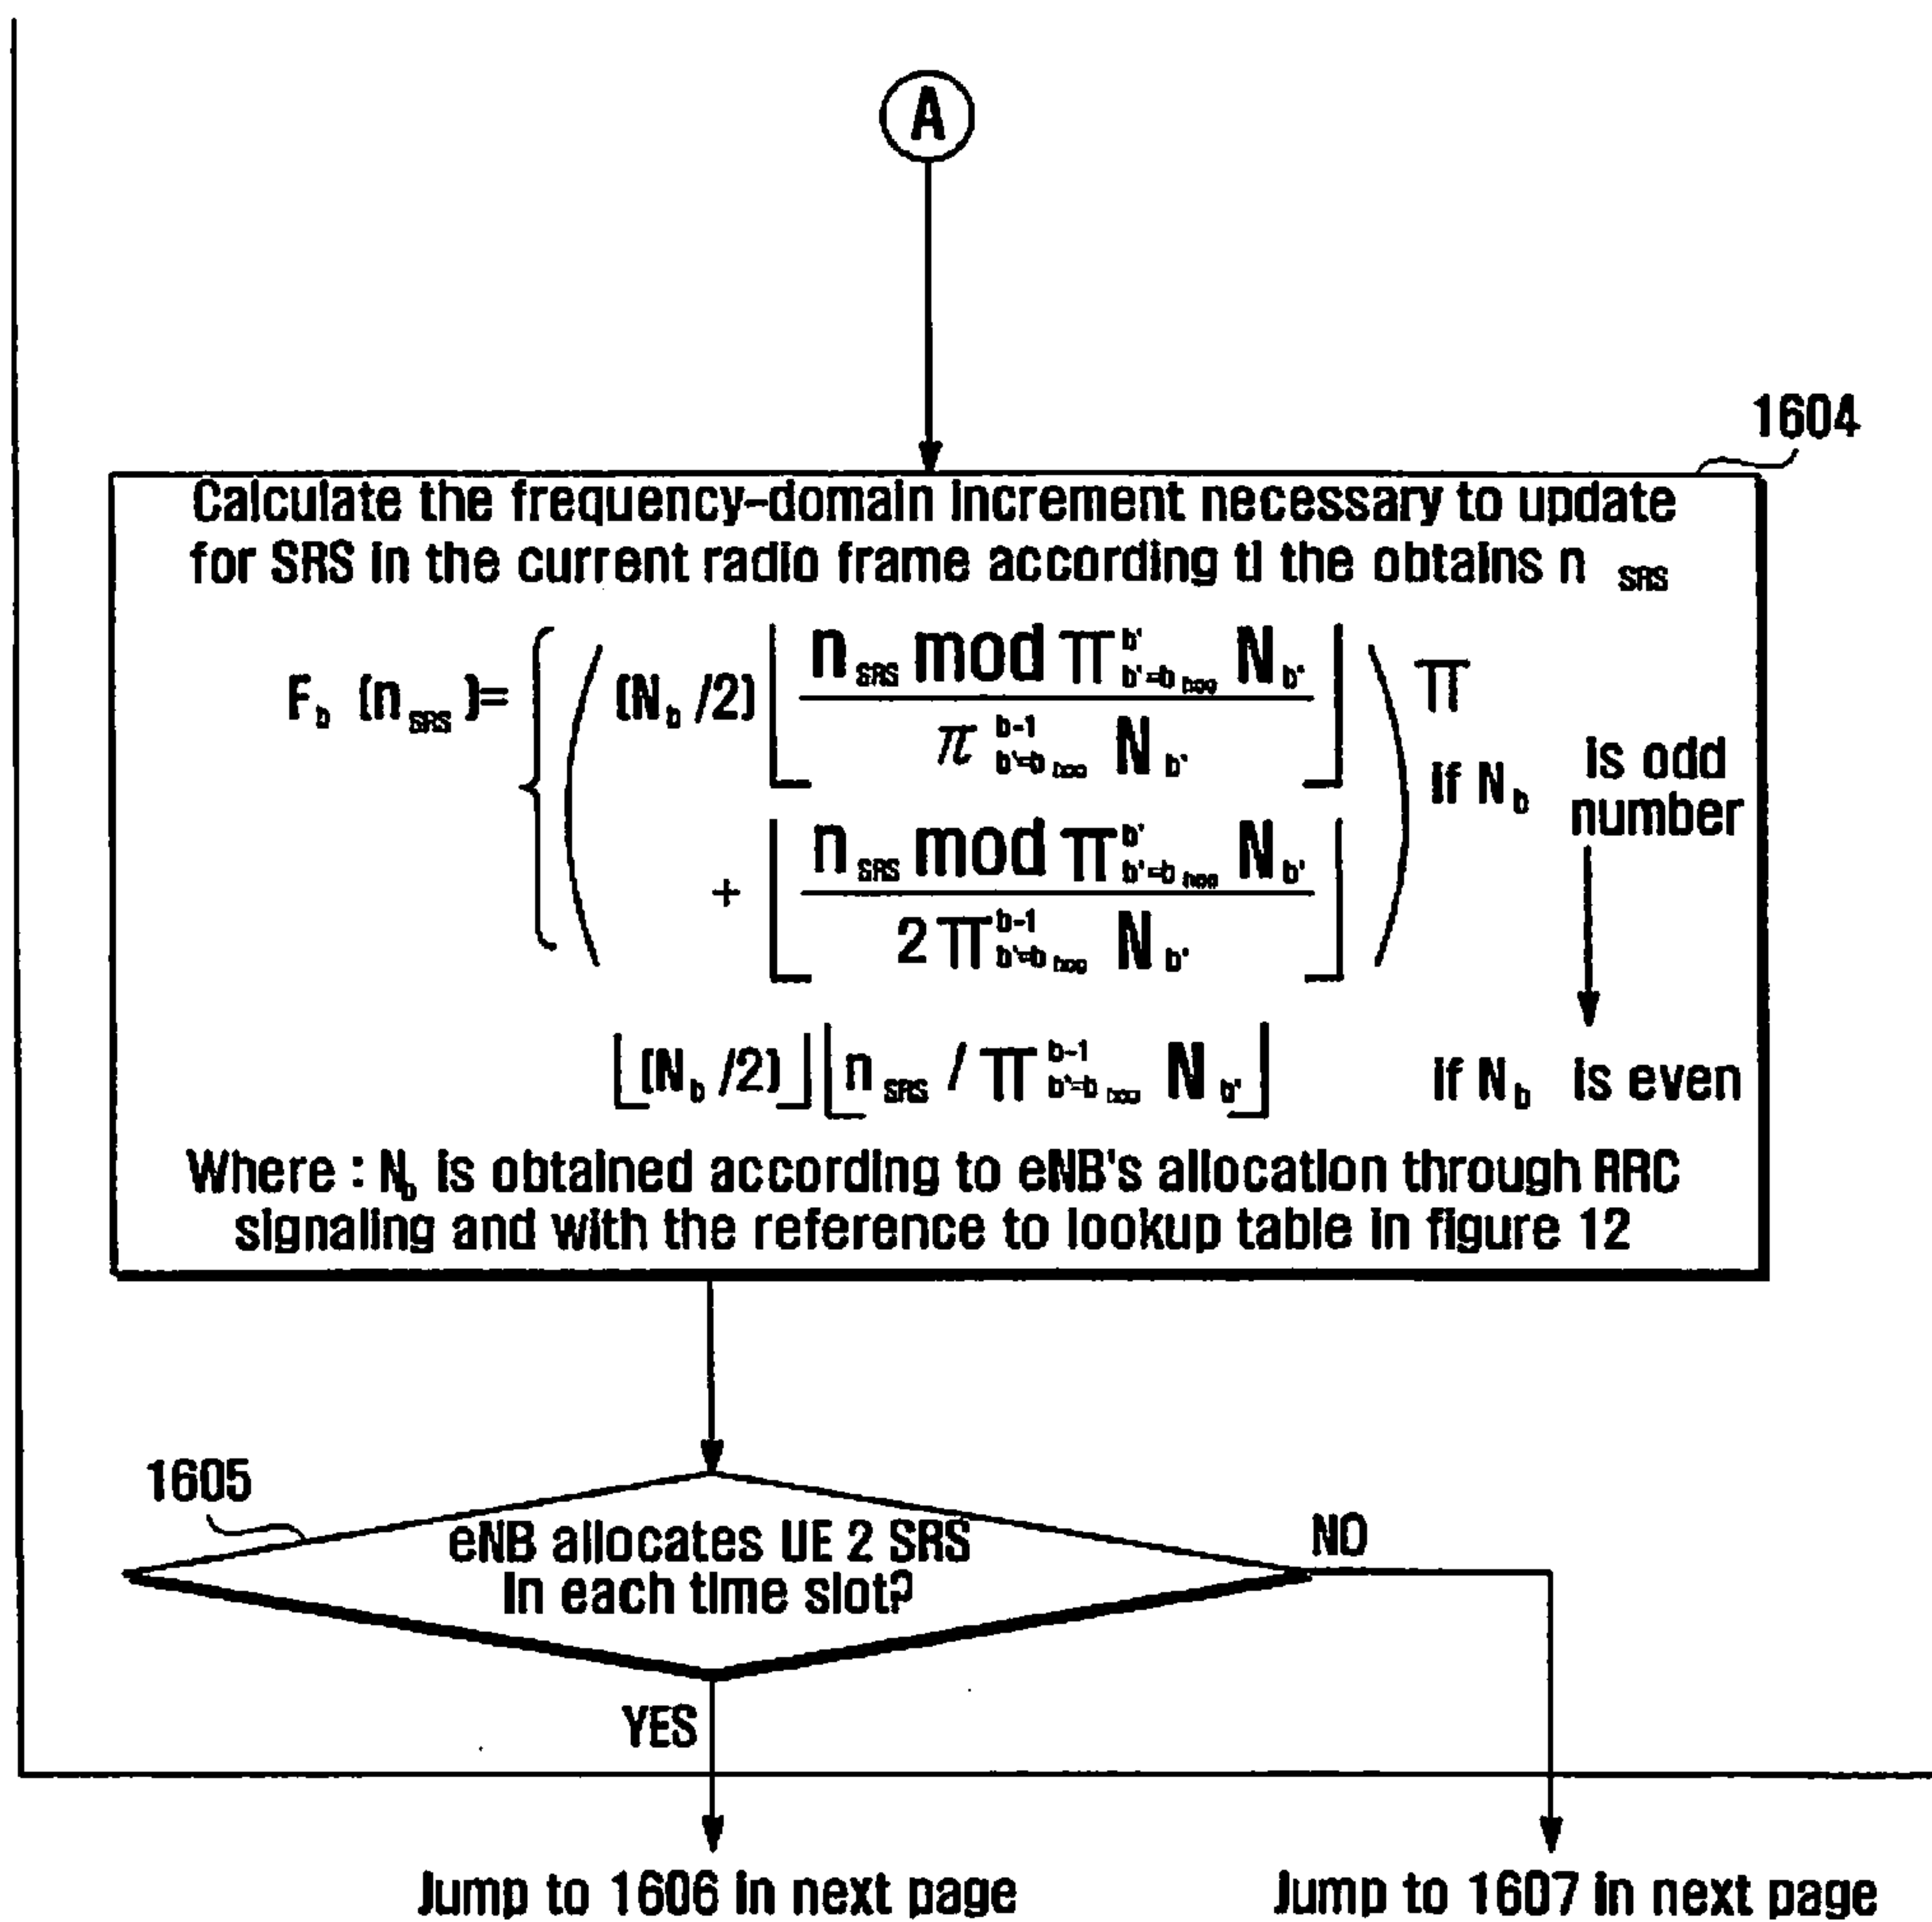 A
1604
Calculate the frequency-domain increment necessary to update
for SRS in the current radio frame according tl the obtains n SRS
F b (n SRS )= { ( (N b /2) ⌊ n SRS mod Π b' b'=b hop N b' / π b-1 b'=b hop N b' ⌋
+ ⌊ n SRS mod Π b' b'=b hop N b' / 2 Π b-1 b'=b hop N b' ⌋ ) Π
if N b is odd
number
⌊ (N b /2) ⌋ ⌊ n SRS / Π b-1 b'=b hop N b' ⌋ if N b is even
Where : N b is obtained according to eNB's allocation through RRC
signaling and with the reference to lookup table in figure 12
1605
eNB allocates UE 2 SRS
in each time slot?
NO
YES
Jump to 1606 in next page
Jump to 1607 in next page